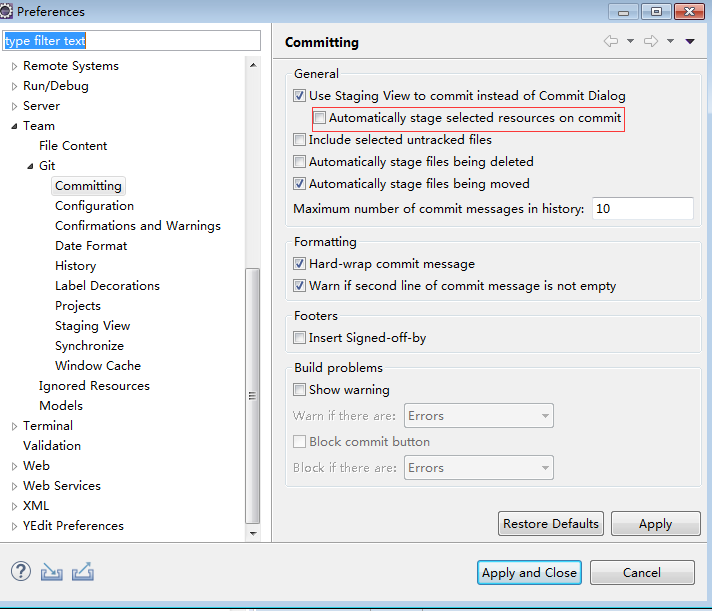 Preferences
type filter text
Remote Systems
Run/Debug
Server
Team
File Content
Git
Committing
Configuration
Confirmations and Warnings
Date Format
History
Label Decorations
Projects
Staging View
Synchronize
Window Cache
Ignored Resources
Models
Terminal
Validation
Web
Web Services
XML
YEdit Preferences
Committing
General
Use Staging View to commit instead of Commit Dialog
Automatically stage selected resources on commit
Include selected untracked files
Automatically stage files being deleted
Automatically stage files being moved
Maximum number of commit messages in history: 10
Formatting
Hard-wrap commit message
Warn if second line of commit message is not empty
Footers
Insert Signed-off-by
Build problems
Show warning
Warn if there are: Errors
Block commit button
Block if there are: Errors
Restore Defaults Apply
Apply and Close Cancel